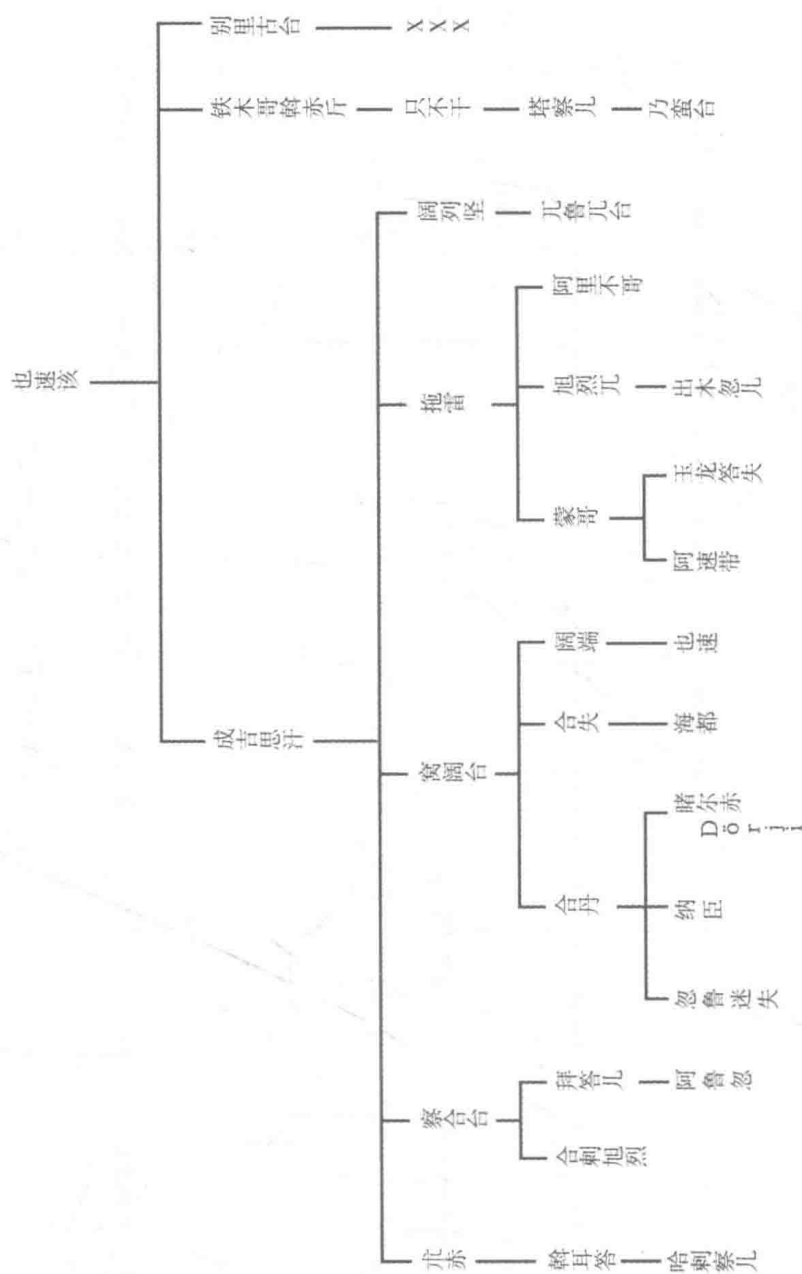 也速该
别里古台
X X X
铁木哥斡赤斤
只不干
塔察儿
乃蛮台
成吉思汗
阔列坚
兀鲁兀台
拖雷
阿里不哥
旭烈兀
出木忽儿
蒙哥
玉龙答失
阿速带
窝阔台
阔端
也速
合失
海都
合丹
睹尔赤
Dörji
纳臣
忽鲁迷失
察合台
拜答儿
阿鲁忽
合剌旭烈
朮赤
斡耳答
哈剌察儿